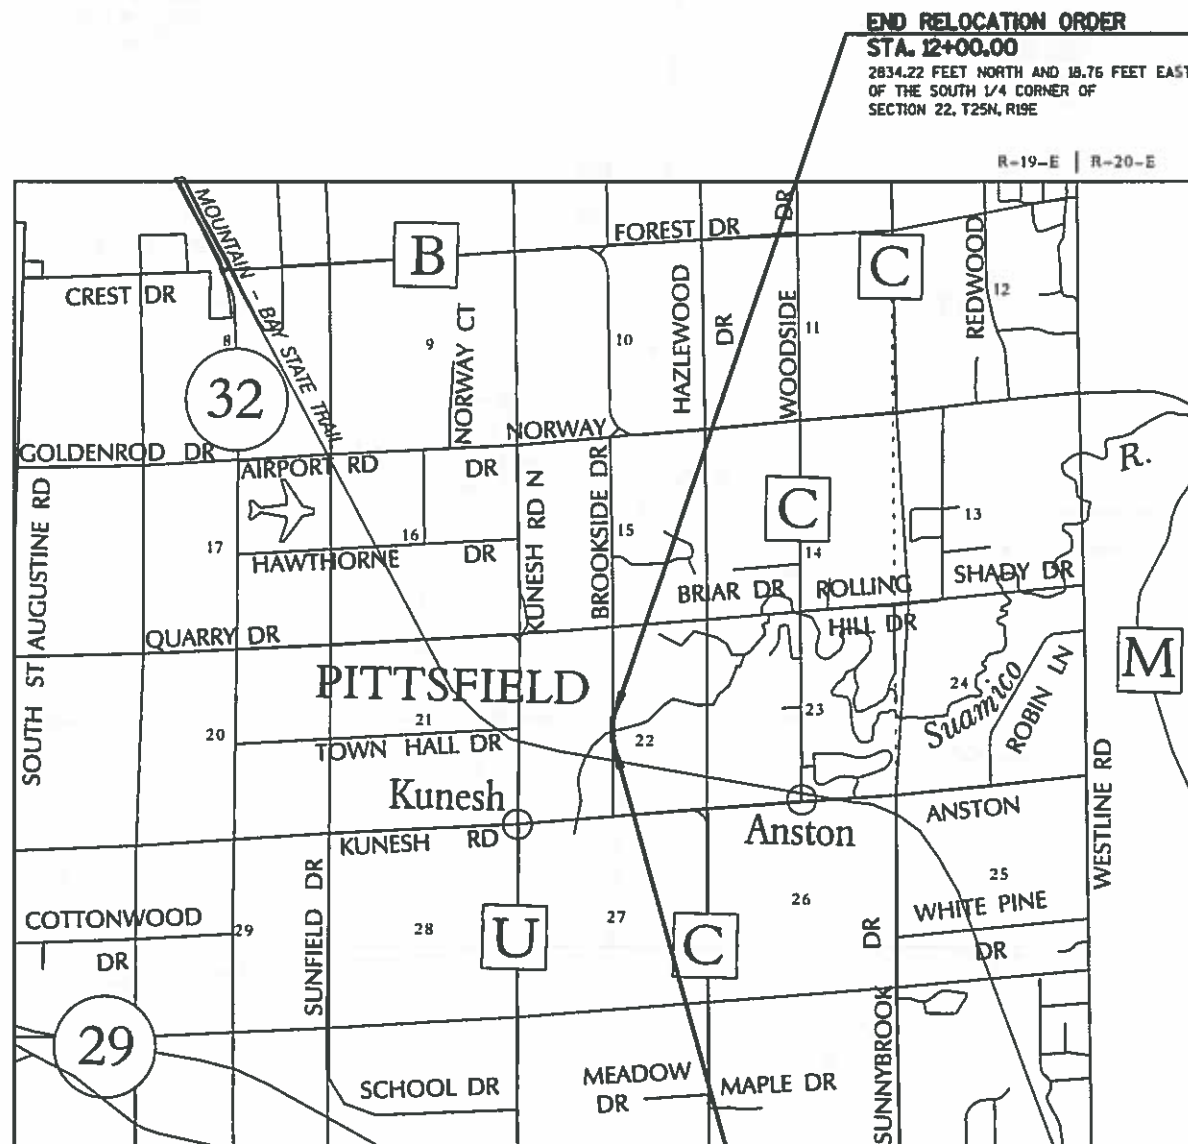 END RELOCATION ORDER
STA. 12+00.00
2834.22 FEET NORTH AND 18.76 FEET EAST
OF THE SOUTH 1/4 CORNER OF
SECTION 22, T25N, R19E
R-19-E | R-20-E
MOUNTAIN - BAY STATE TRAIL
B
FOREST DR
DR
C
REDWOOD
12
CREST DR
8
9
NORWAY CT
10
HAZLEWOOD
DR
WOODSIDE
11
32
GOLDENROD DR
NORWAY
AIRPORT RD
DR
R.
SOUTH ST AUGUSTINE RD
KUNESH RD N
BROOKSIDE DR
C
17
16
15
14
13
HAWTHORNE DR
BRIAR DR
ROLLING
HILL DR
SHADY DR
QUARRY DR
PITTSFIELD
M
20
21
22
23
24
Suamico
ROBIN LN
TOWN HALL DR
Kunesh
Anston
ANSTON
WESTLINE RD
KUNESH RD
SUNFIELD DR
COTTONWOOD
DR
29
28
U
27
C
26
25
WHITE PINE
DR
DR
SUNNYBROOK
29
SCHOOL DR
MEADOW
DR
MAPLE DR